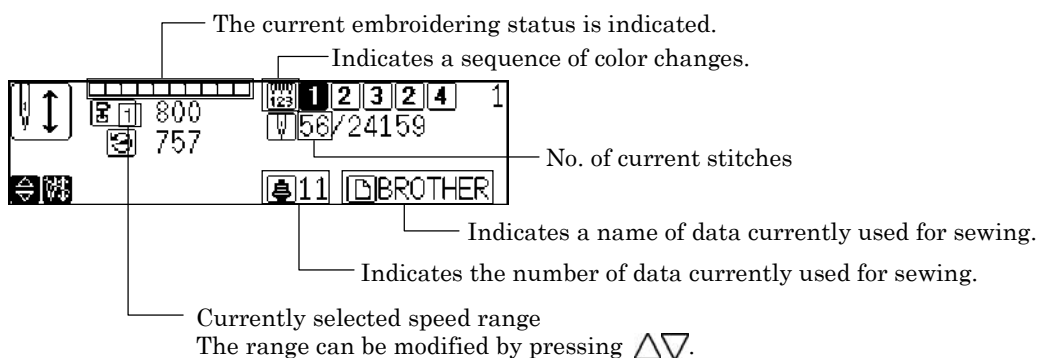 The current embroidering status is indicated.
Indicates a sequence of color changes.
123 1 2 3 2 4 1
1 800
56/24159
757
No. of current stitches
11 BROTHER
Indicates a name of data currently used for sewing.
Indicates the number of data currently used for sewing.
Currently selected speed range
The range can be modified by pressing △▽.